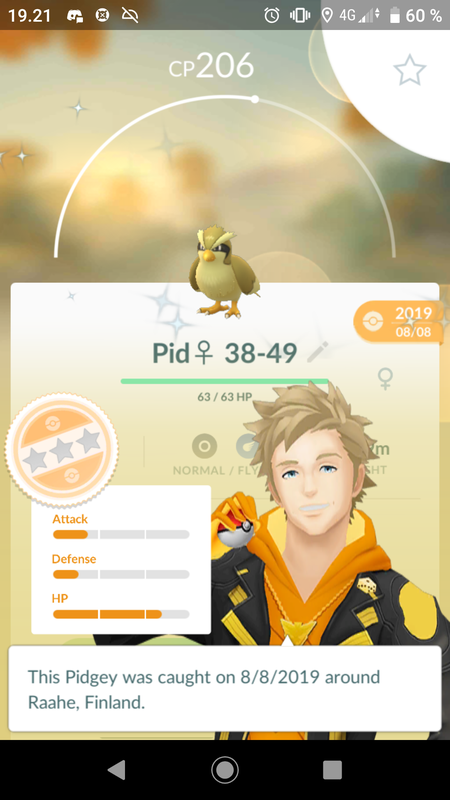 19.21 4G 60 %
CP206
2019
08/08
Pid♀ 38-49
63 / 63 HP
NORMAL / FLY
Attack
Defense
HP
This Pidgey was caught on 8/8/2019 around
Raahe, Finland.